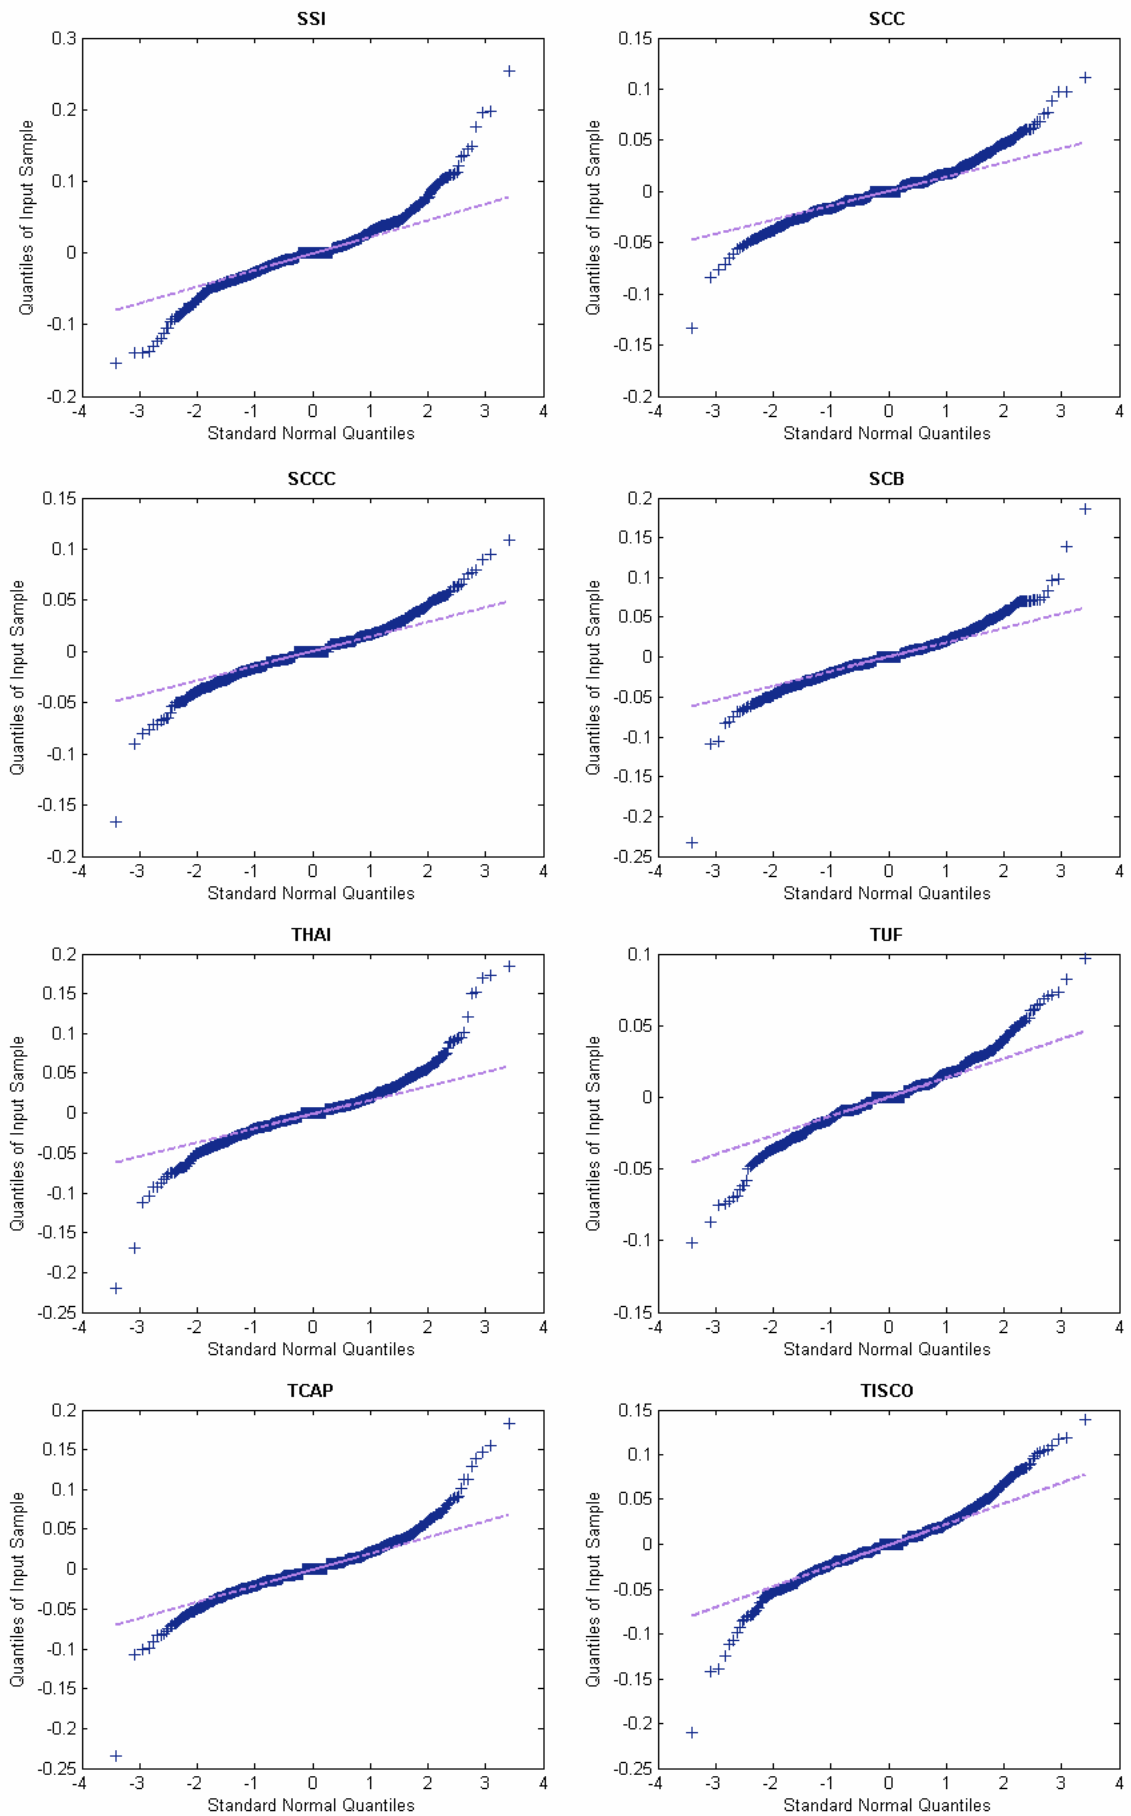 SSI
0.3
0.2
0.1
0
-0.1
-0.2
Quantiles of Input Sample
-4 -3 -2 -1 0 1 2 3 4
Standard Normal Quantiles
SCC
0.15
0.1
0.05
0
-0.05
-0.1
-0.15
-0.2
Quantiles of Input Sample
-4 -3 -2 -1 0 1 2 3 4
Standard Normal Quantiles
SCCC
0.15
0.1
0.05
0
-0.05
-0.1
-0.15
-0.2
Quantiles of Input Sample
-4 -3 -2 -1 0 1 2 3 4
Standard Normal Quantiles
SCB
0.2
0.15
0.1
0.05
0
-0.05
-0.1
-0.15
-0.2
-0.25
Quantiles of Input Sample
-4 -3 -2 -1 0 1 2 3 4
Standard Normal Quantiles
THAI
0.2
0.15
0.1
0.05
0
-0.05
-0.1
-0.15
-0.2
-0.25
Quantiles of Input Sample
-4 -3 -2 -1 0 1 2 3 4
Standard Normal Quantiles
TUF
0.1
0.05
0
-0.05
-0.1
-0.15
Quantiles of Input Sample
-4 -3 -2 -1 0 1 2 3 4
Standard Normal Quantiles
TCAP
0.2
0.15
0.1
0.05
0
-0.05
-0.1
-0.15
-0.2
-0.25
Quantiles of Input Sample
-4 -3 -2 -1 0 1 2 3 4
Standard Normal Quantiles
TISCO
0.15
0.1
0.05
0
-0.05
-0.1
-0.15
-0.2
-0.25
Quantiles of Input Sample
-4 -3 -2 -1 0 1 2 3 4
Standard Normal Quantiles